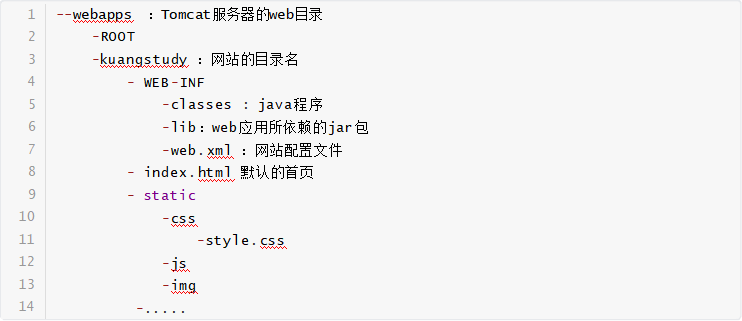 1 --webapps ：Tomcat服务器的web目录
2 -ROOT
3 -kuangstudy ：网站的目录名
4 - WEB-INF
5 -classes : java程序
6 -lib：web应用所依赖的jar包
7 -web.xml ：网站配置文件
8 - index.html 默认的首页
9 - static
10 -css
11 -style.css
12 -js
13 -img
14 -.....